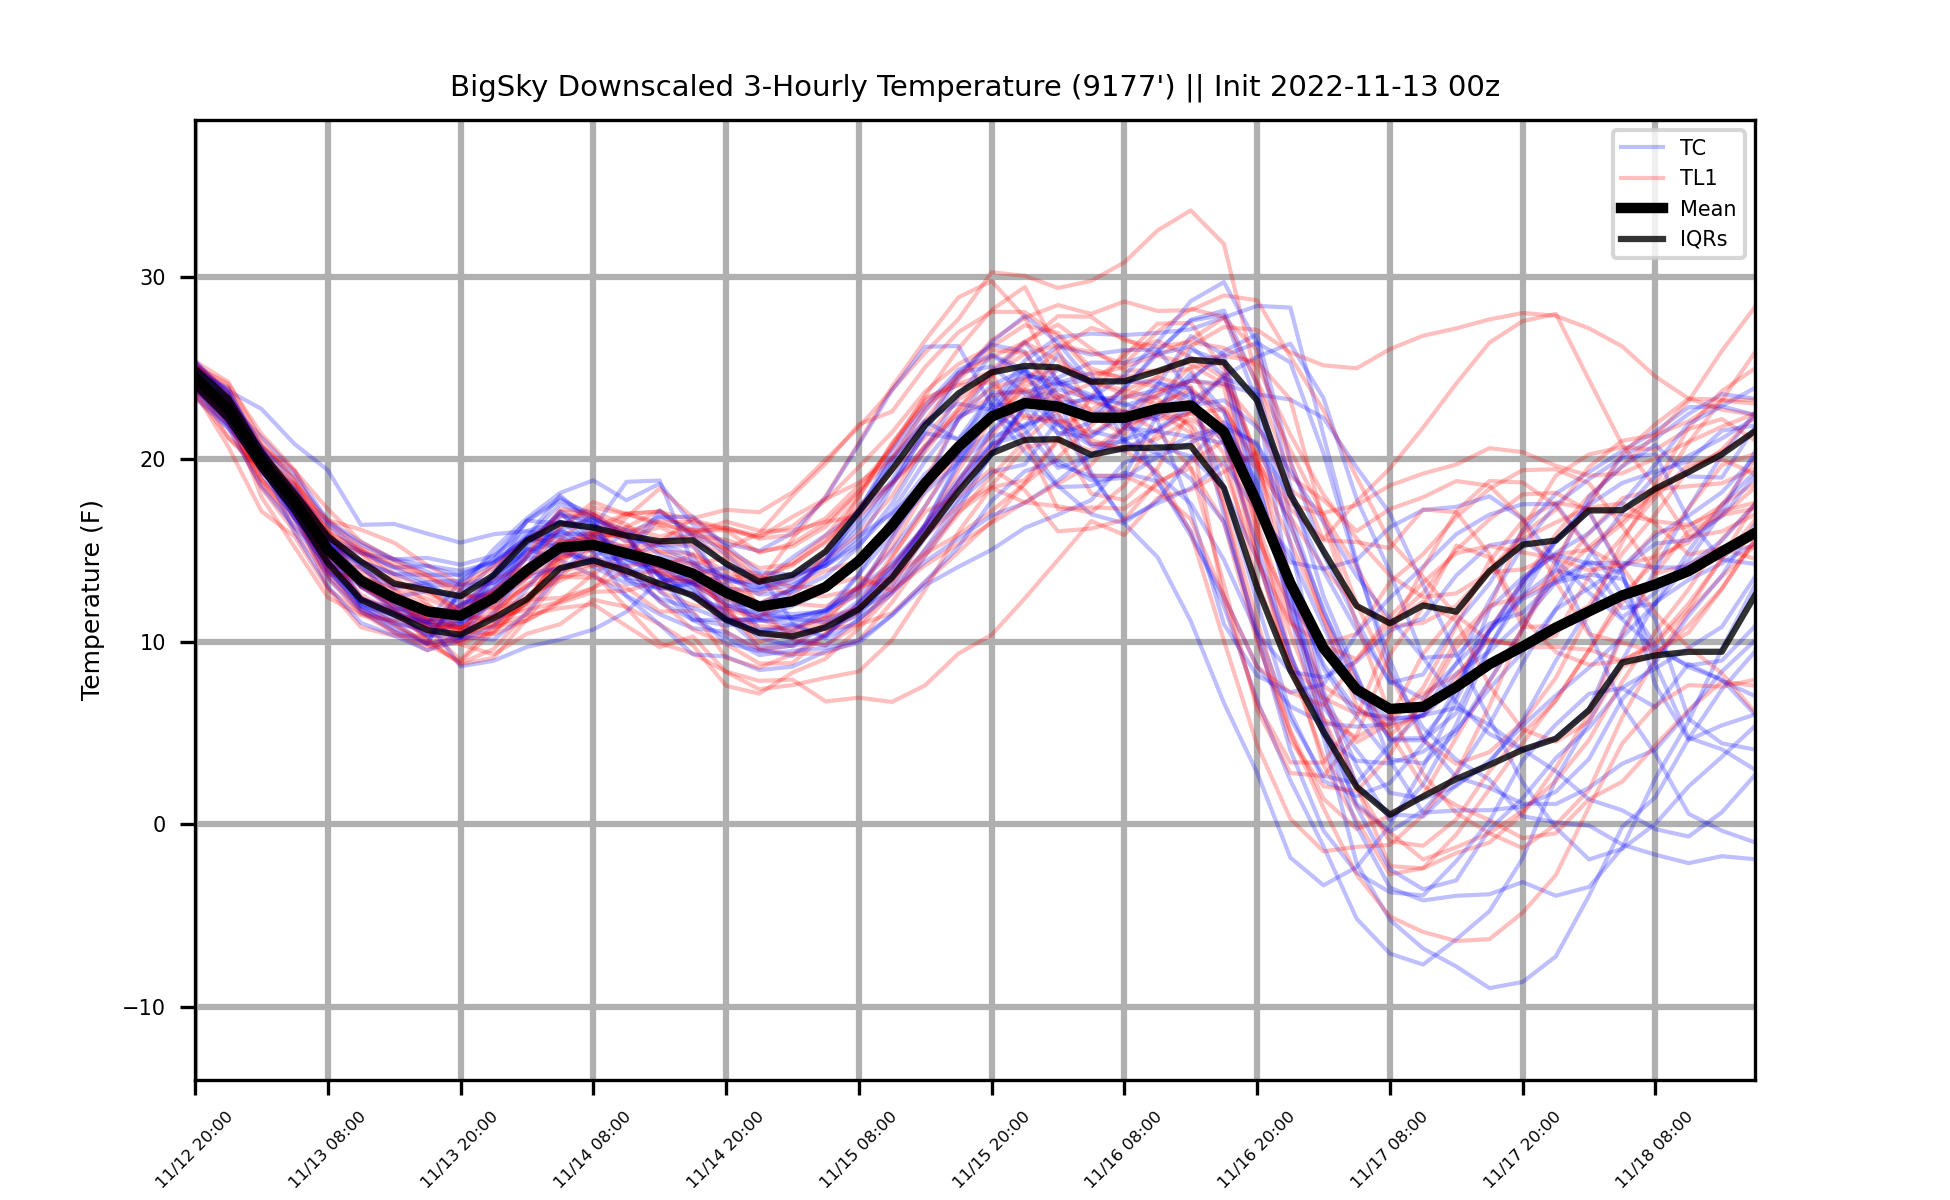 BigSky Downscaled 3-Hourly Temperature (9177') || Init 2022-11-13 00z
TC
TL1
Mean
IQRs
Temperature (F)
30
20
10
0
−10
11/12 20:00
11/13 08:00
11/13 20:00
11/14 08:00
11/14 20:00
11/15 08:00
11/15 20:00
11/16 08:00
11/16 20:00
11/17 08:00
11/17 20:00
11/18 08:00